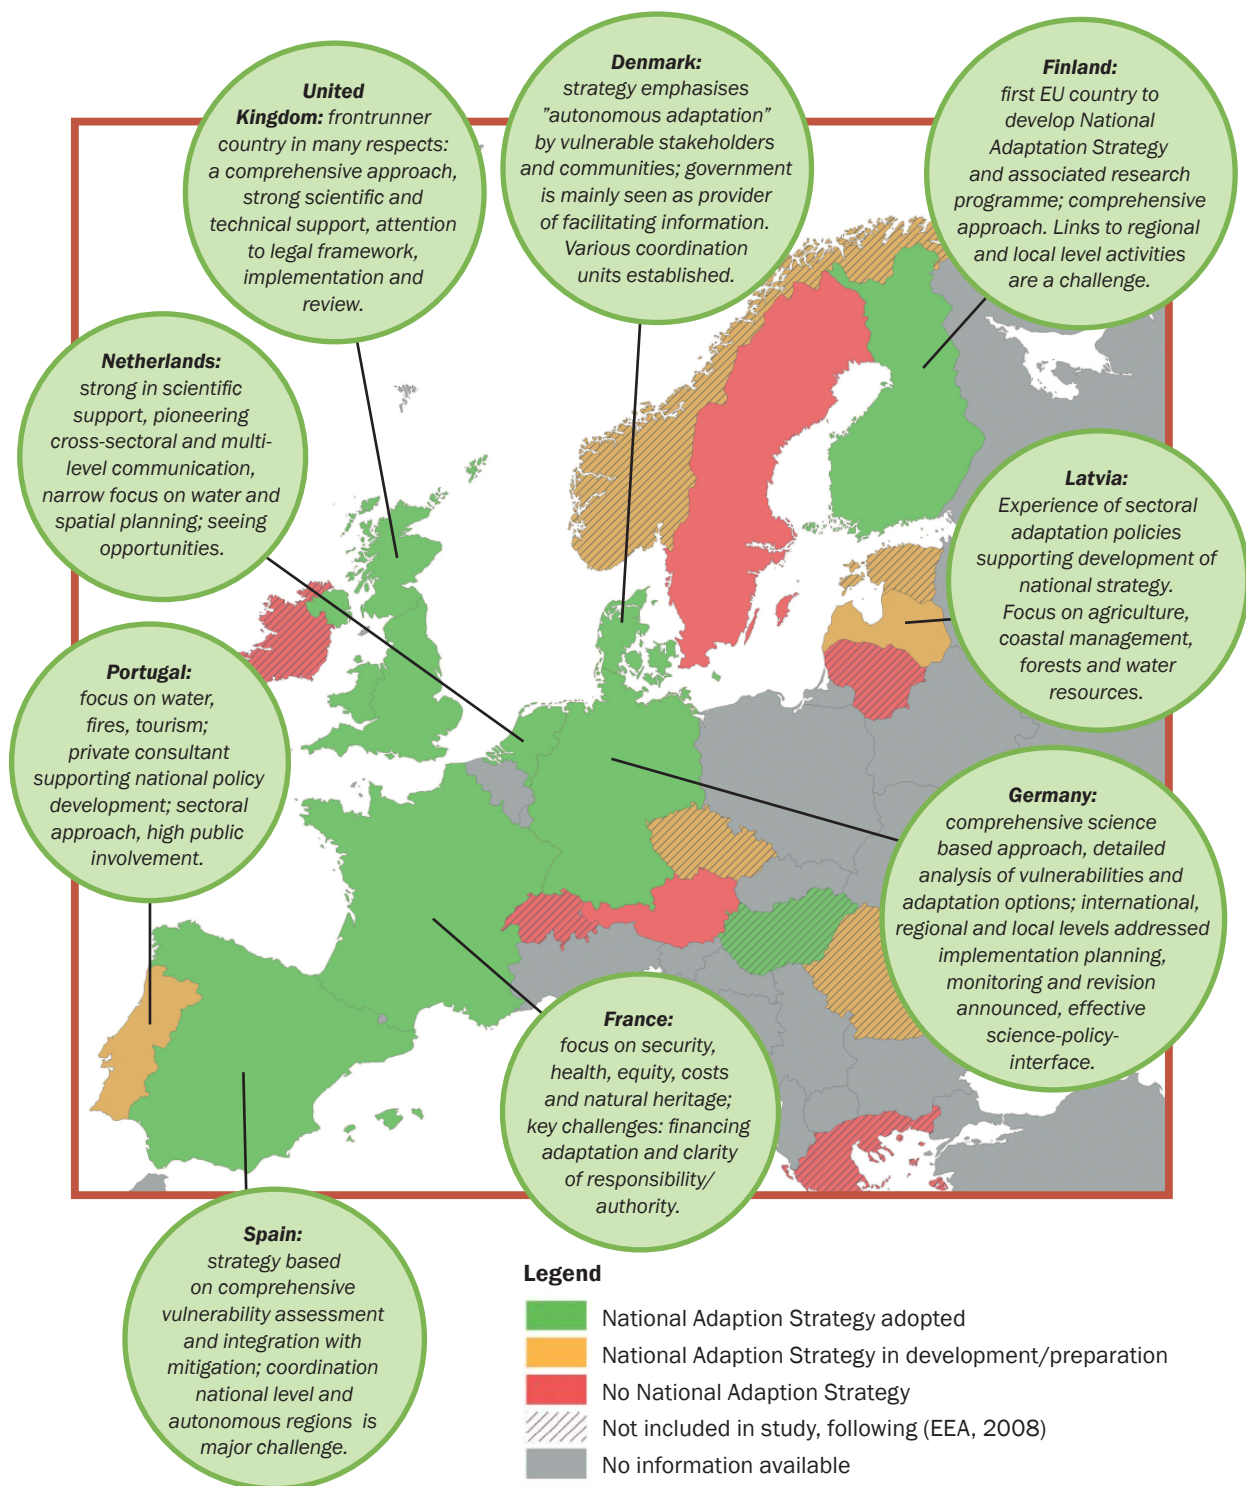 United
Kingdom: frontrunner
country in many respects:
a comprehensive approach,
strong scientific and
technical support, attention
to legal framework,
implementation and
review.
Denmark:
strategy emphasises
”autonomous adaptation”
by vulnerable stakeholders
and communities; government
is mainly seen as provider
of facilitating information.
Various coordination
units established.
Finland:
first EU country to
develop National
Adaptation Strategy
and associated research
programme; comprehensive
approach. Links to regional
and local level activities
are a challenge.
Netherlands:
strong in scientific
support, pioneering
cross-sectoral and multi-
level communication,
narrow focus on water and
spatial planning; seeing
opportunities.
Latvia:
Experience of sectoral
adaptation policies
supporting development of
national strategy.
Focus on agriculture,
coastal management,
forests and water
resources.
Portugal:
focus on water,
fires, tourism;
private consultant
supporting national policy
development; sectoral
approach, high public
involvement.
Germany:
comprehensive science
based approach, detailed
analysis of vulnerabilities and
adaptation options; international,
regional and local levels addressed
implementation planning,
monitoring and revision
announced, effective
science-policy-
interface.
France:
focus on security,
health, equity, costs
and natural heritage;
key challenges: financing
adaptation and clarity
of responsibility/
authority.
Spain:
strategy based
on comprehensive
vulnerability assessment
and integration with
mitigation; coordination
national level and
autonomous regions is
major challenge.
Legend
National Adaption Strategy adopted
National Adaption Strategy in development/preparation
No National Adaption Strategy
Not included in study, following (EEA, 2008)
No information available